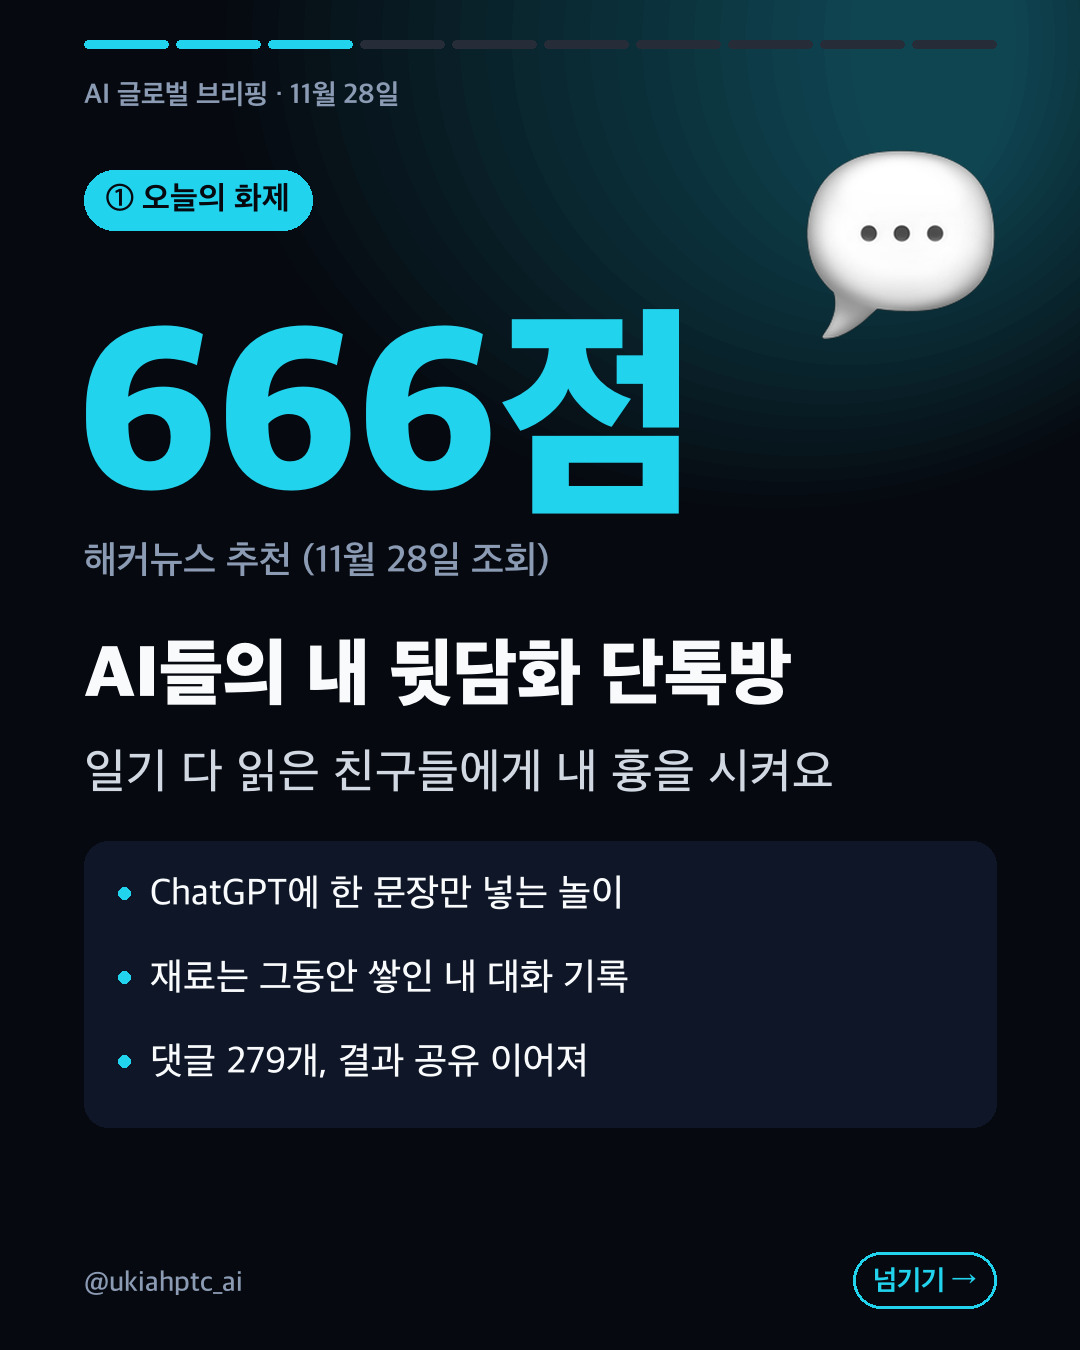 AI 글로벌 브리핑 · 11월 28일
① 오늘의 화제
666점
해커뉴스 추천 (11월 28일 조회)
AI들의 내 뒷담화 단톡방
일기 다 읽은 친구들에게 내 흉을 시켜요
• ChatGPT에 한 문장만 넣는 놀이
• 재료는 그동안 쌓인 내 대화 기록
• 댓글 279개, 결과 공유 이어져
@ukiahptc_ai
넘기기 →